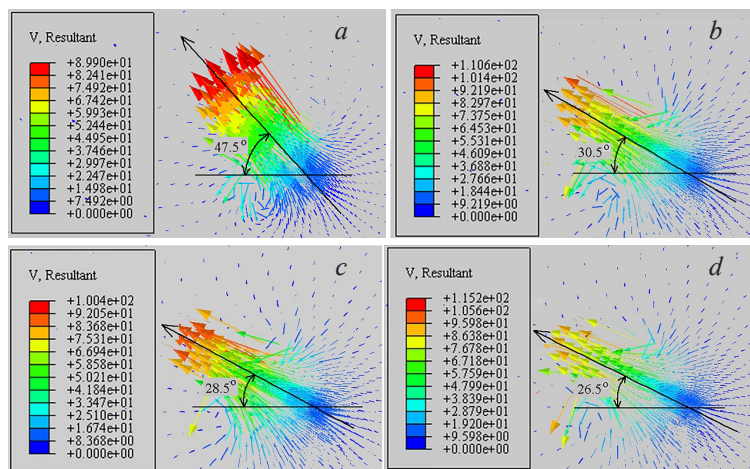 a
V, Resultant
+8.990e+01
+8.241e+01
+7.492e+01
+6.742e+01
+5.993e+01
+5.244e+01
+4.495e+01
+3.746e+01
+2.997e+01
+2.247e+01
+1.498e+01
+7.492e+00
+0.000e+00
47.5°
b
V, Resultant
+1.106e+02
+1.014e+02
+9.219e+01
+8.297e+01
+7.375e+01
+6.453e+01
+5.531e+01
+4.609e+01
+3.688e+01
+2.766e+01
+1.844e+01
+9.219e+00
+0.000e+00
30.5°
c
V, Resultant
+1.004e+02
+9.205e+01
+8.368e+01
+7.531e+01
+6.694e+01
+5.858e+01
+5.021e+01
+4.184e+01
+3.347e+01
+2.510e+01
+1.674e+01
+8.368e+00
+0.000e+00
28.5°
d
V, Resultant
+1.152e+02
+1.056e+02
+9.598e+01
+8.638e+01
+7.678e+01
+6.718e+01
+5.759e+01
+4.799e+01
+3.839e+01
+2.879e+01
+1.920e+01
+9.598e+00
+0.000e+00
26.5°